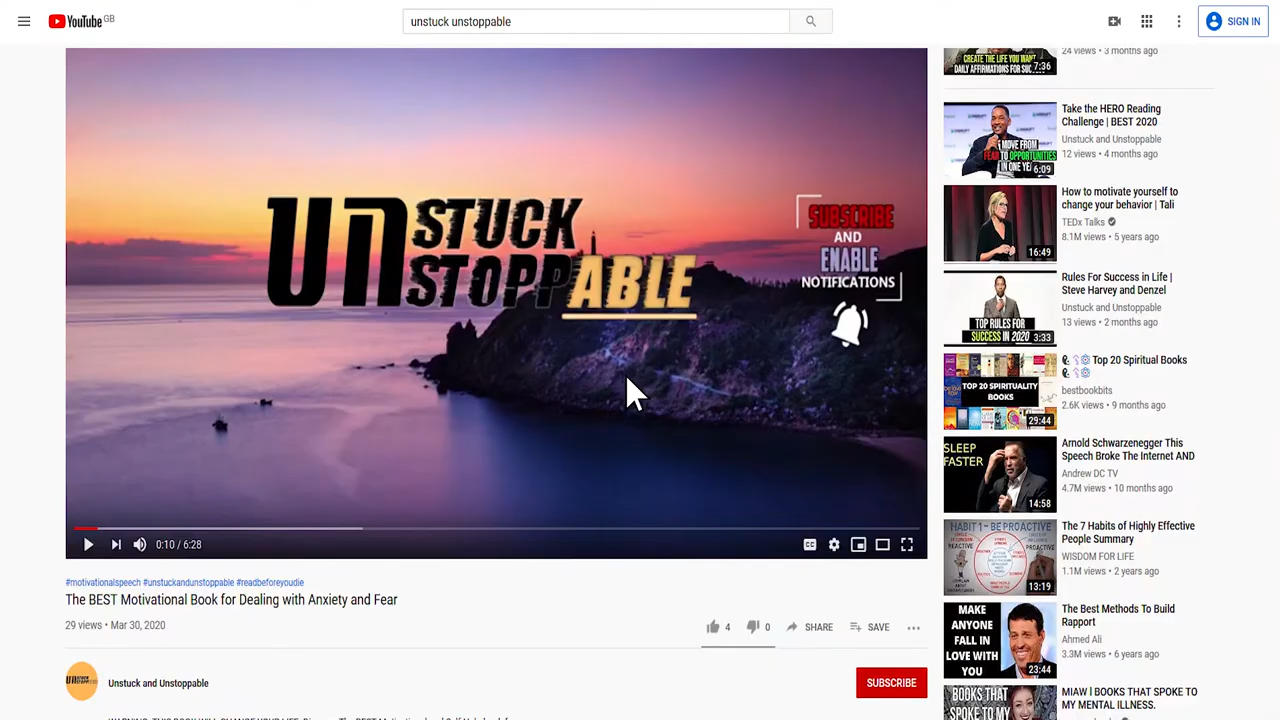 YouTube GB
unstuck unstoppable
SIGN IN
UNSTUCK
UNSTOPPABLE
SUBSCRIBE
AND
ENABLE
NOTIFICATIONS
0:10 / 6:28
CC
#motivationalspeech #unstuckandunstoppable #readbeforeyoudie
The BEST Motivational Book for Dealing with Anxiety and Fear
29 views • Mar 30, 2020
4
0
SHARE
SAVE
Unstuck and Unstoppable
SUBSCRIBE
CREATE THE LIFE YOU WANT
DAILY AFFIRMATIONS FOR
7:36
24 views • 3 months ago
MOVE FROM
FEAR TO OPPORTUNITIES
IN ONE
6:09
Take the HERO Reading
Challenge | BEST 2020
Unstuck and Unstoppable
12 views • 4 months ago
16:49
How to motivate yourself to
change your behavior | Tali
TEDx Talks
8.1M views • 5 years ago
TOP RULES FOR
SUCCESS IN 2020
3:33
Rules For Success in Life |
Steve Harvey and Denzel
Unstuck and Unstoppable
13 views • 2 months ago
TOP 20 SPIRITUALITY
BOOKS
29:44
Top 20 Spiritual Books
bestbookbits
2.6K views • 9 months ago
SLEEP
FASTER
14:58
Arnold Schwarzenegger This
Speech Broke The Internet AND
Andrew DC TV
4.7M views • 10 months ago
HABIT 1 - BE PROACTIVE
13:19
The 7 Habits of Highly Effective
People Summary
WISDOM FOR LIFE
1.1M views • 2 years ago
MAKE
ANYONE
FALL IN
LOVE WITH
YOU
23:44
The Best Methods To Build
Rapport
Ahmed Ali
3.3M views • 6 years ago
BOOKS THAT
SPOKE TO MY
MIAW | BOOKS THAT SPOKE TO
MY MENTAL ILLNESS.